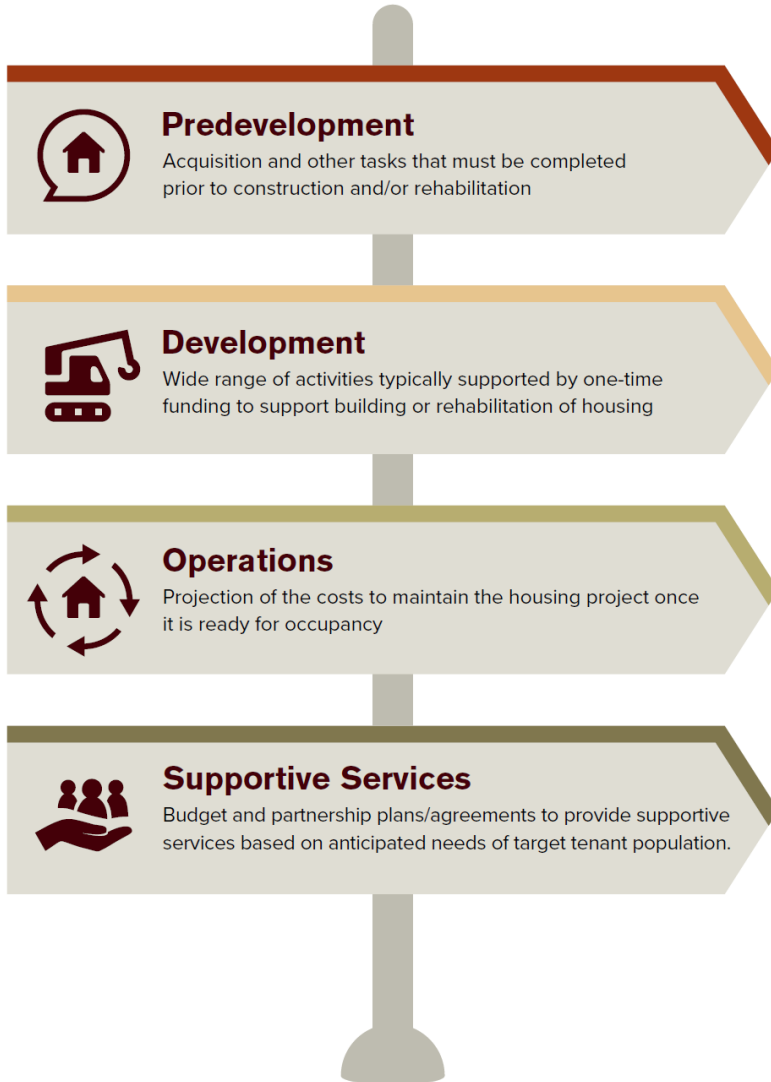 Predevelopment
Acquisition and other tasks that must be completed
prior to construction and/or rehabilitation
Development
Wide range of activities typically supported by one-time
funding to support building or rehabilitation of housing
Operations
Projection of the costs to maintain the housing project once
it is ready for occupancy
Supportive Services
Budget and partnership plans/agreements to provide supportive
services based on anticipated needs of target tenant population.